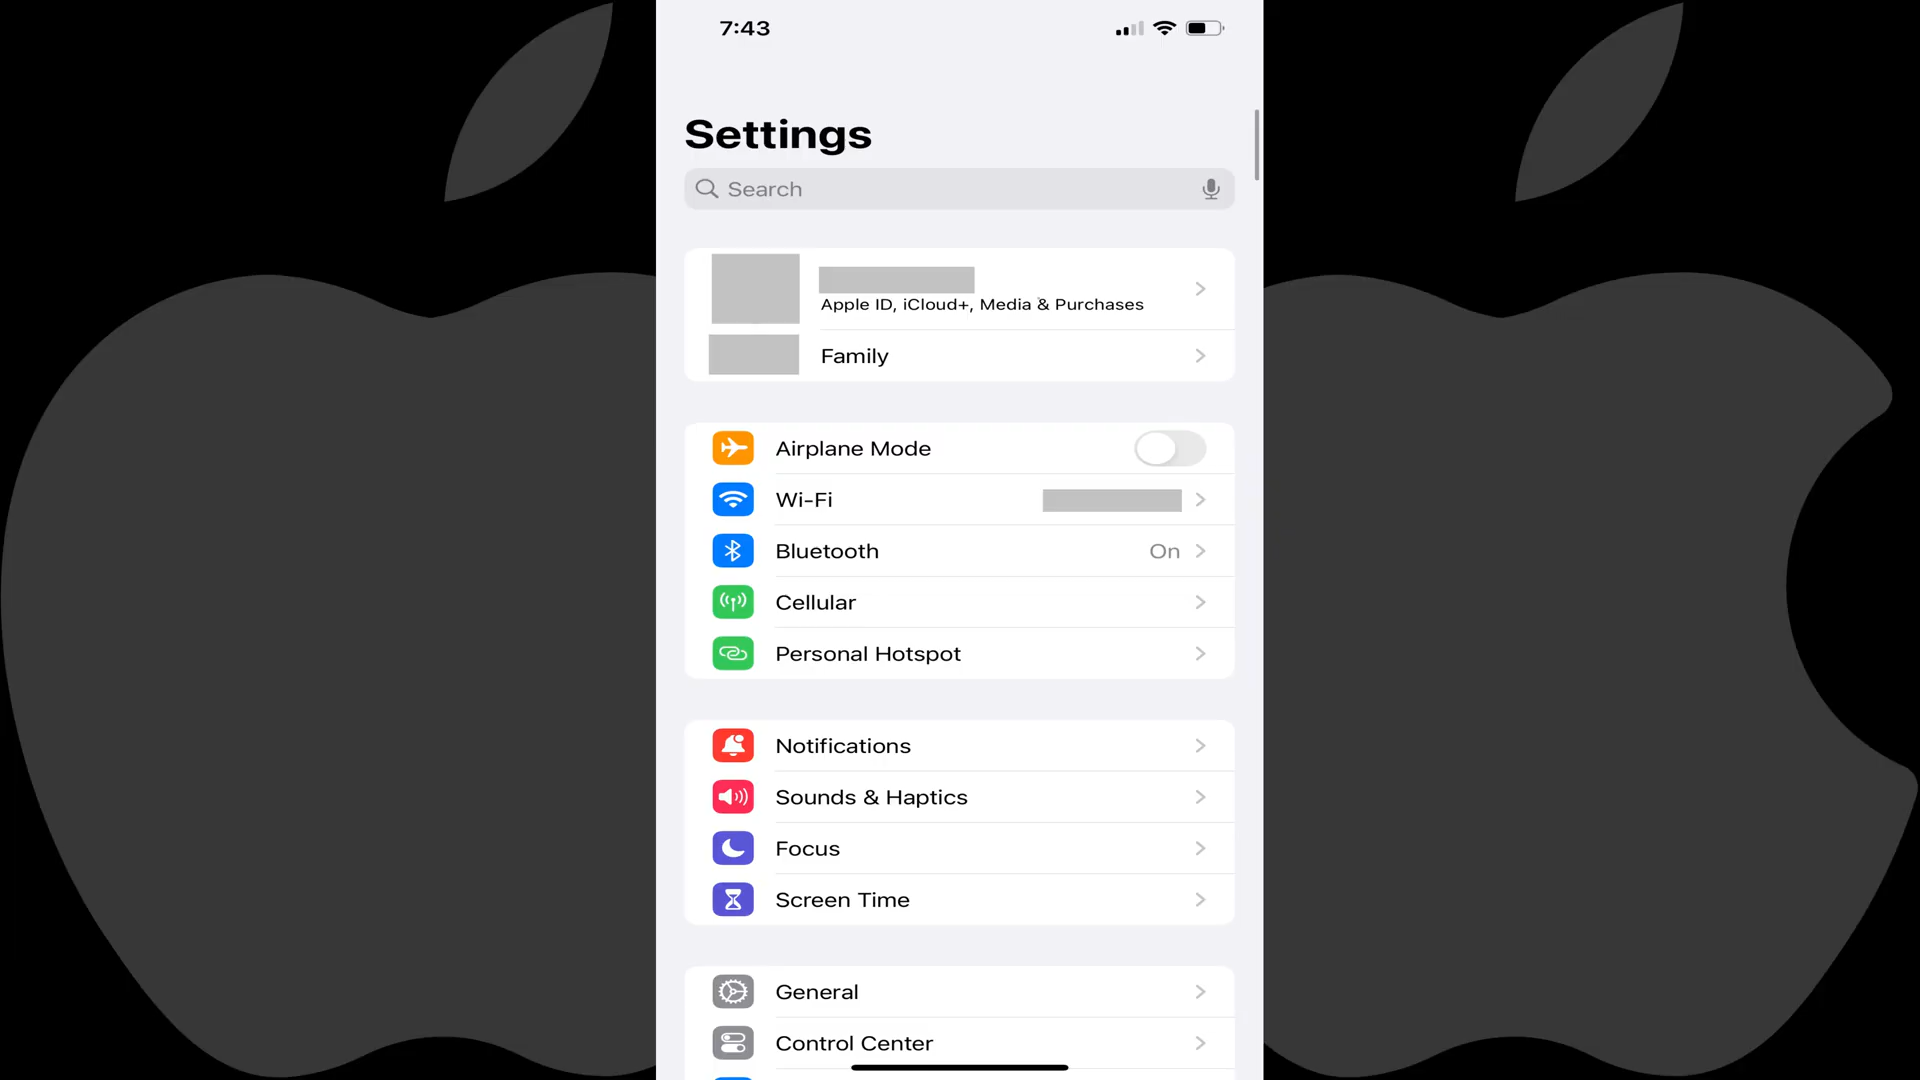 7:43
Settings
Search
Apple ID, iCloud+, Media & Purchases
Family
Airplane Mode
Wi-Fi
Bluetooth On
Cellular
Personal Hotspot
Notifications
Sounds & Haptics
Focus
Screen Time
General
Control Center